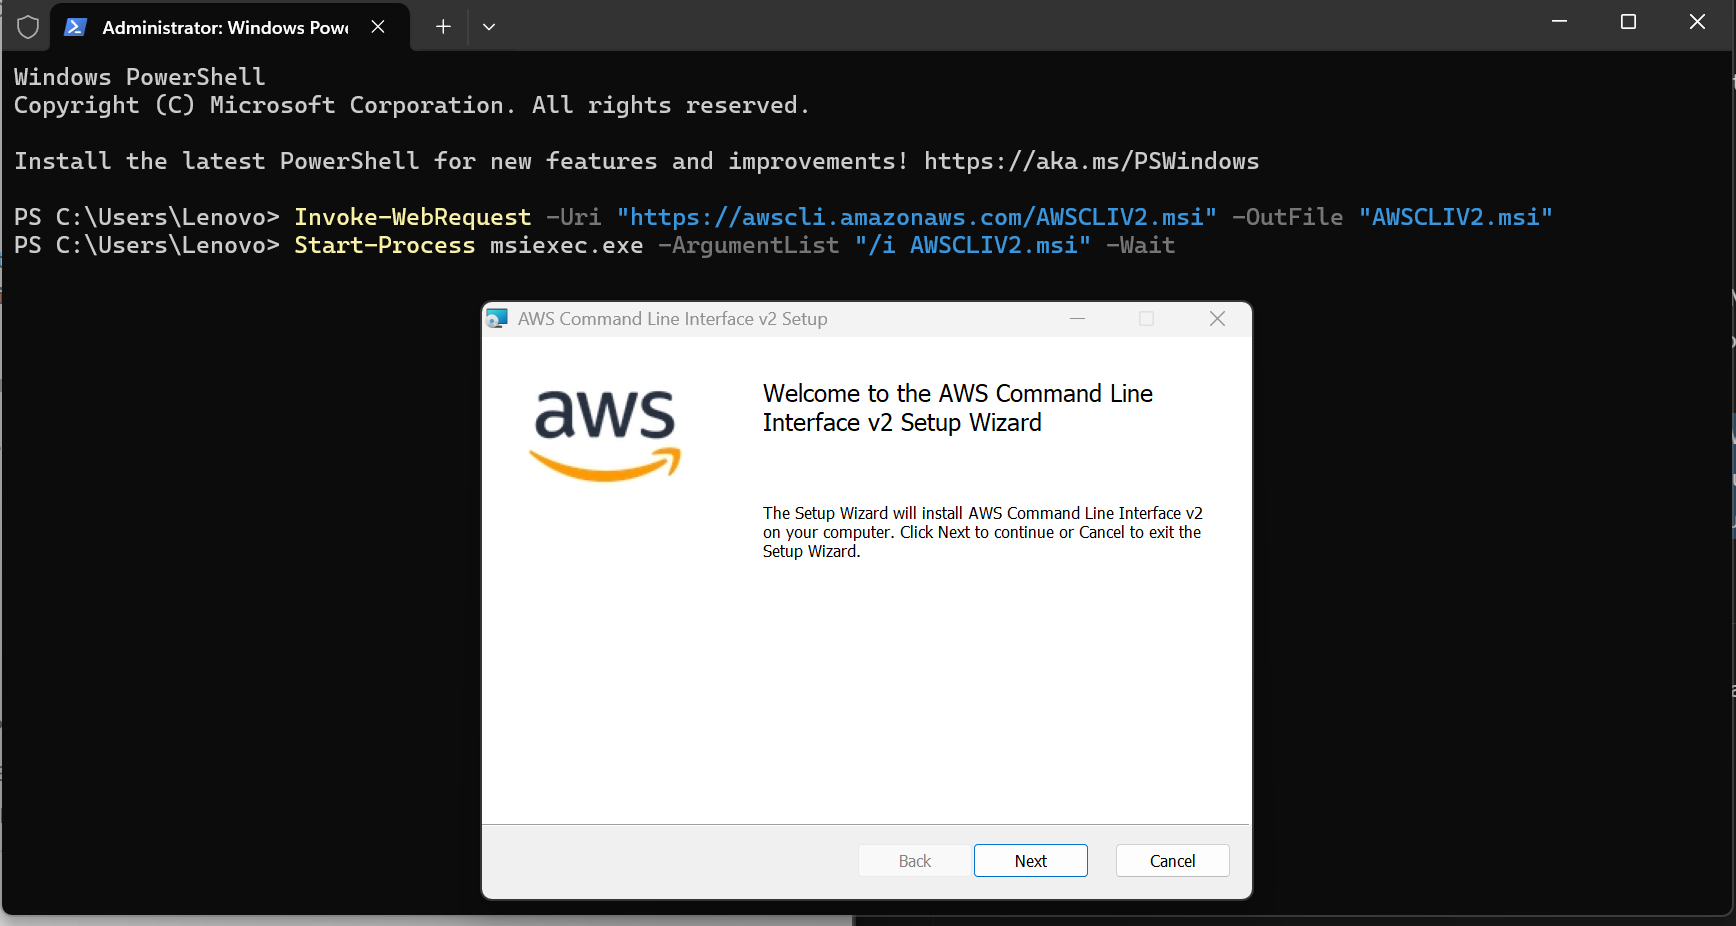 Administrator: Windows Powe
Windows PowerShell
Copyright (C) Microsoft Corporation. All rights reserved.
Install the latest PowerShell for new features and improvements! https://aka.ms/PSWindows
PS C:\Users\Lenovo> Invoke-WebRequest -Uri "https://awscli.amazonaws.com/AWSCLIV2.msi" -OutFile "AWSCLIV2.msi"
PS C:\Users\Lenovo> Start-Process msiexec.exe -ArgumentList "/i AWSCLIV2.msi" -Wait
AWS Command Line Interface v2 Setup
aws
Welcome to the AWS Command Line
Interface v2 Setup Wizard
The Setup Wizard will install AWS Command Line Interface v2
on your computer. Click Next to continue or Cancel to exit the
Setup Wizard.
Back Next Cancel